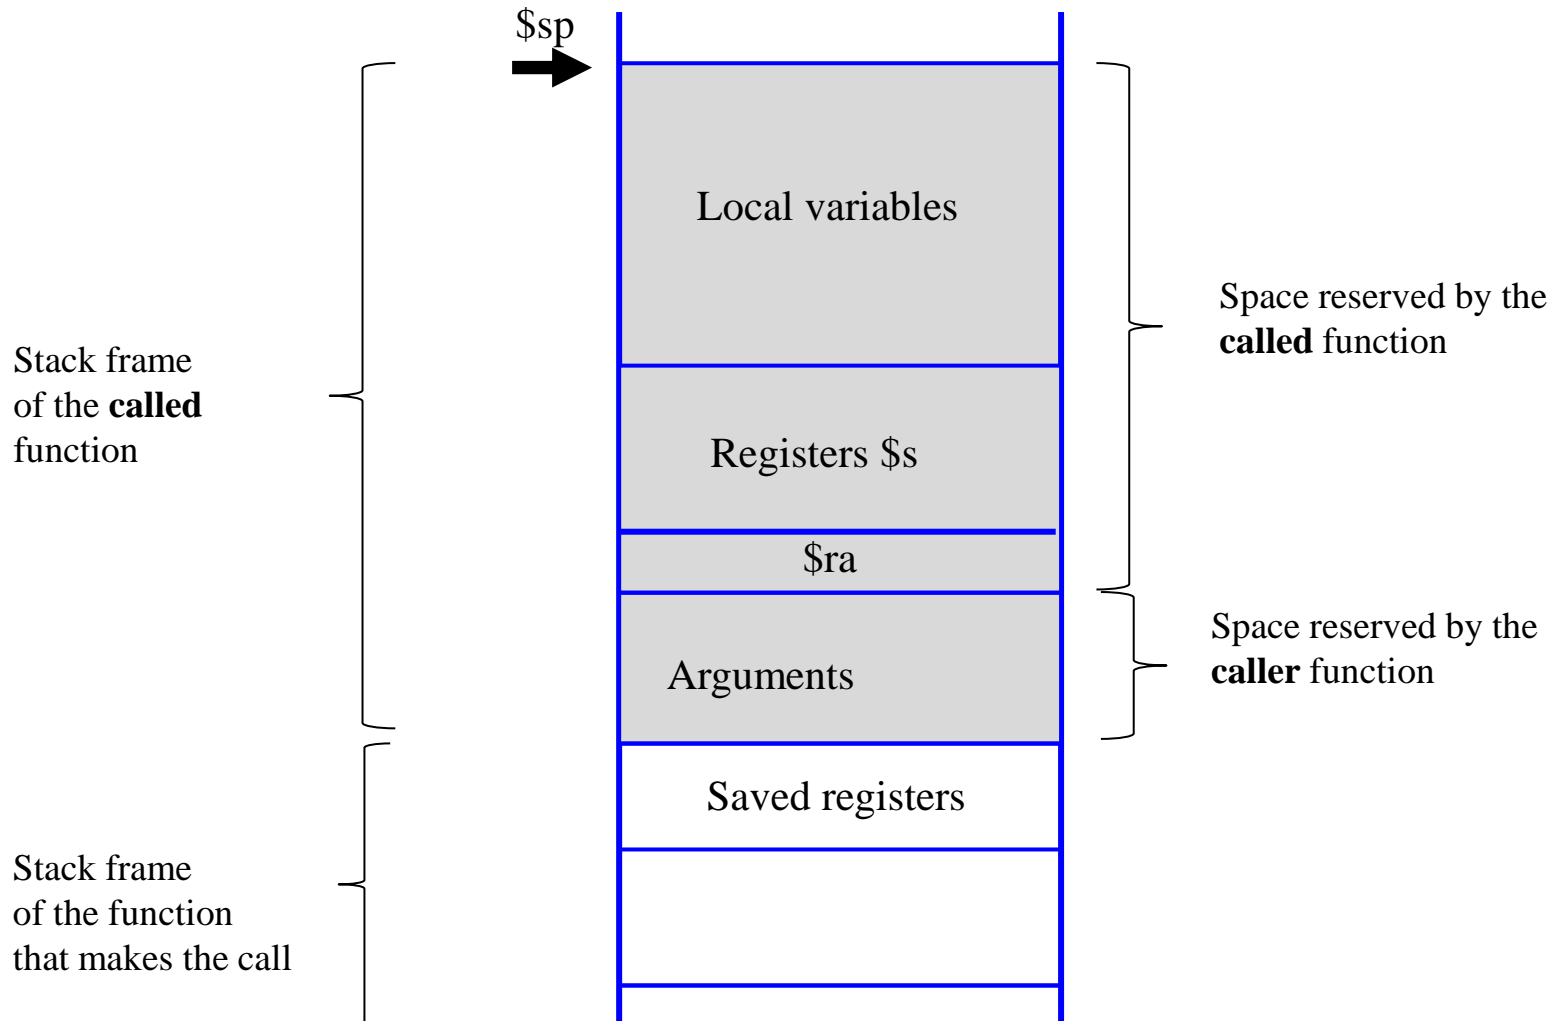 $sp
Local variables
Space reserved by the
called function
Stack frame
of the called
function
Registers $s
$ra
Space reserved by the
caller function
Arguments
Saved registers
Stack frame
of the function
that makes the call